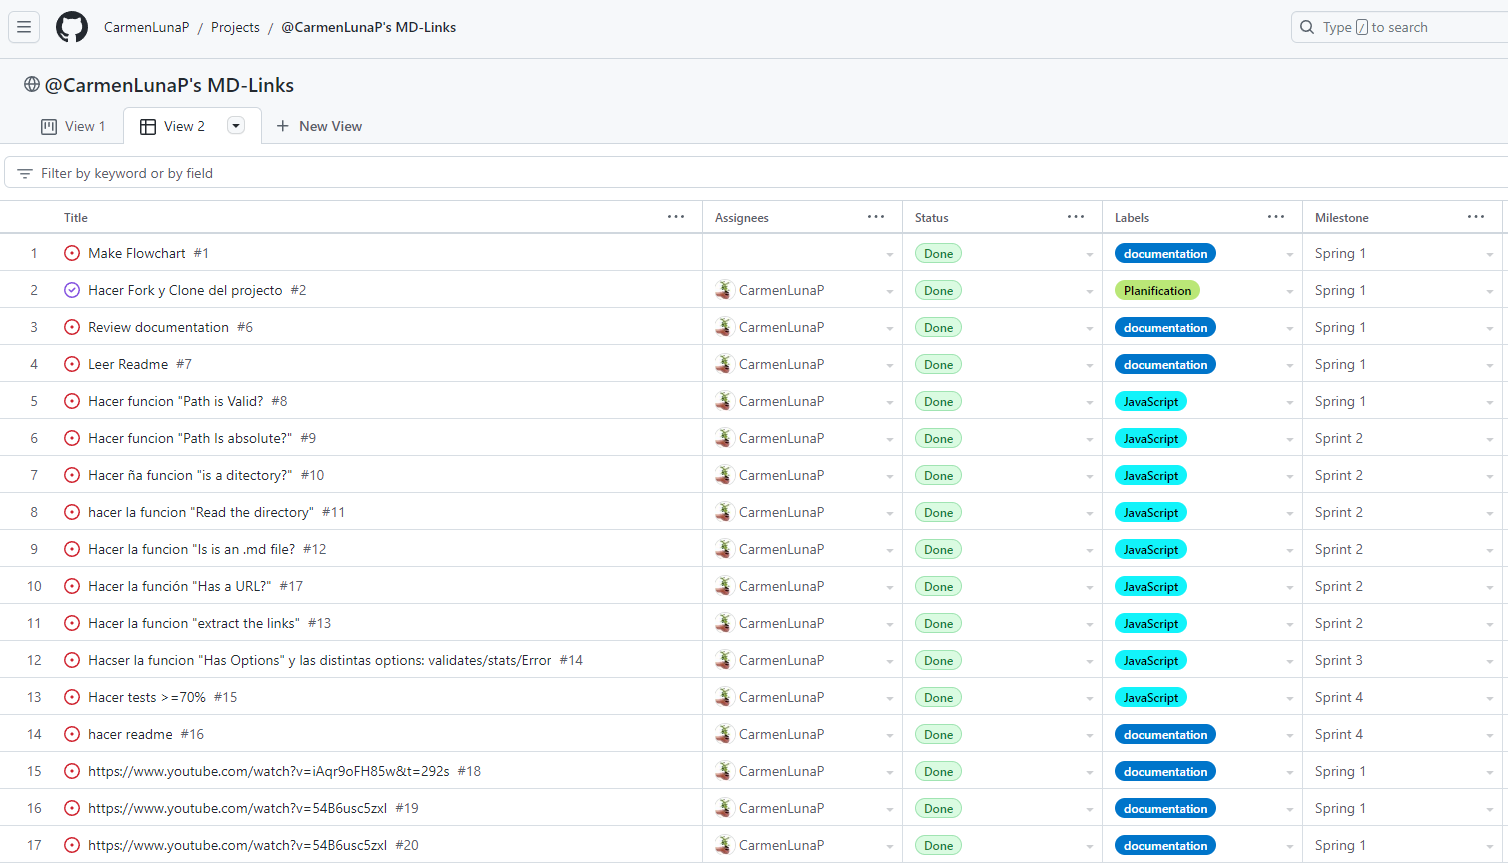 CarmenLunaP / Projects / @CarmenLunaP's MD-Links
Type / to search
@CarmenLunaP's MD-Links
View 1 View 2 New View
Filter by keyword or by field
Title Assignees Status Labels Milestone
1 Make Flowchart #1 Done documentation Spring 1
2 Hacer Fork y Clone del projecto #2 CarmenLunaP Done Planification Spring 1
3 Review documentation #6 CarmenLunaP Done documentation Spring 1
4 Leer Readme #7 CarmenLunaP Done documentation Spring 1
5 Hacer funcion "Path is Valid? #8 CarmenLunaP Done JavaScript Spring 1
6 Hacer funcion "Path Is absolute?" #9 CarmenLunaP Done JavaScript Sprint 2
7 Hacer ña funcion "is a ditectory?" #10 CarmenLunaP Done JavaScript Sprint 2
8 hacer la funcion "Read the directory" #11 CarmenLunaP Done JavaScript Sprint 2
9 Hacer la funcion "Is is an .md file? #12 CarmenLunaP Done JavaScript Sprint 2
10 Hacer la función "Has a URL?" #17 CarmenLunaP Done JavaScript Sprint 2
11 Hacer la funcion "extract the links" #13 CarmenLunaP Done JavaScript Sprint 2
12 Hacser la funcion "Has Options" y las distintas options: validates/stats/Error #14 CarmenLunaP Done JavaScript Sprint 3
13 Hacer tests >=70% #15 CarmenLunaP Done JavaScript Sprint 4
14 hacer readme #16 CarmenLunaP Done documentation Sprint 4
15 https://www.youtube.com/watch?v=iAqr9oFH85w&t=292s #18 CarmenLunaP Done documentation Spring 1
16 https://www.youtube.com/watch?v=54B6usc5zxI #19 CarmenLunaP Done documentation Spring 1
17 https://www.youtube.com/watch?v=54B6usc5zxI #20 CarmenLunaP Done documentation Spring 1